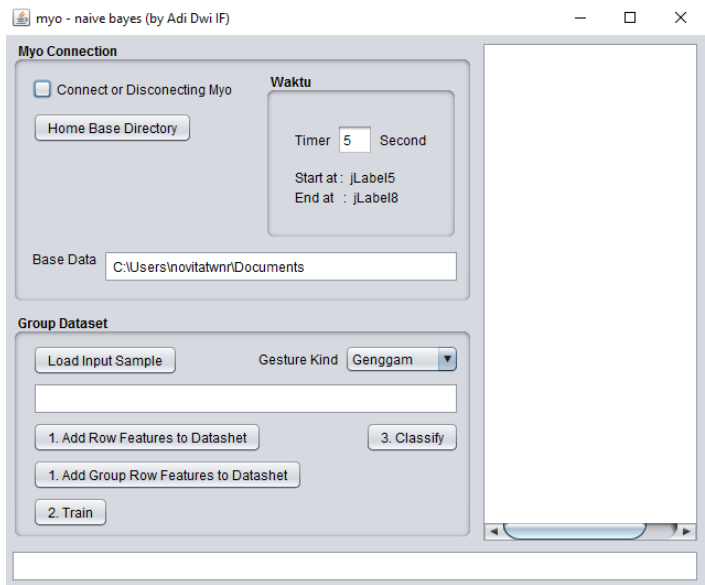 myo - naive bayes (by Adi Dwi IF)
Myo Connection
Connect or Disconecting Myo
Home Base Directory
Waktu
Timer 5 Second
Start at : jLabel5
End at : jLabel8
Base Data C:\Users\novitatwnr\Documents
Group Dataset
Load Input Sample Gesture Kind Genggam
1. Add Row Features to Datashet 3. Classify
1. Add Group Row Features to Datashet
2. Train